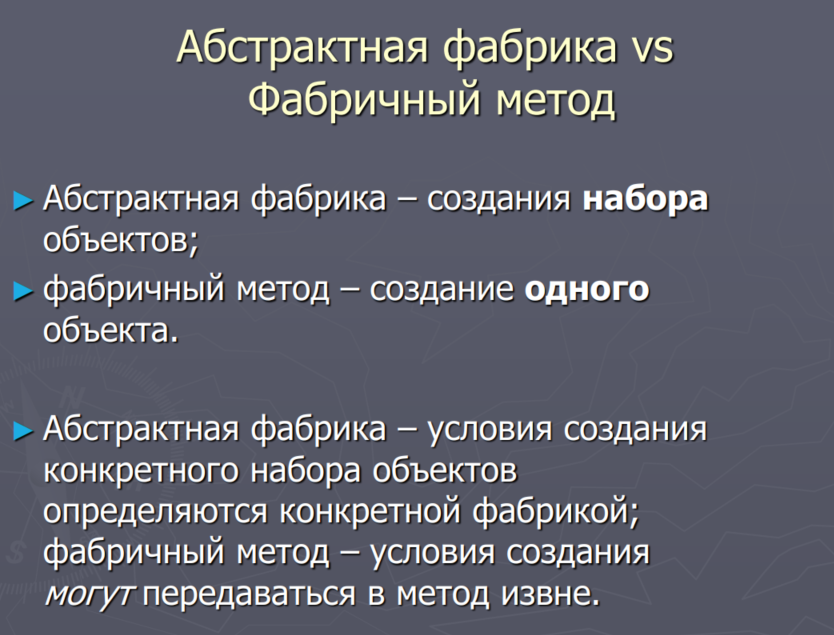 Абстрактная фабрика vs
Фабричный метод
Абстрактная фабрика – создания набора
объектов;
фабричный метод – создание одного
объекта.
Абстрактная фабрика – условия создания
конкретного набора объектов
определяются конкретной фабрикой;
фабричный метод – условия создания
могут передаваться в метод извне.
N
S